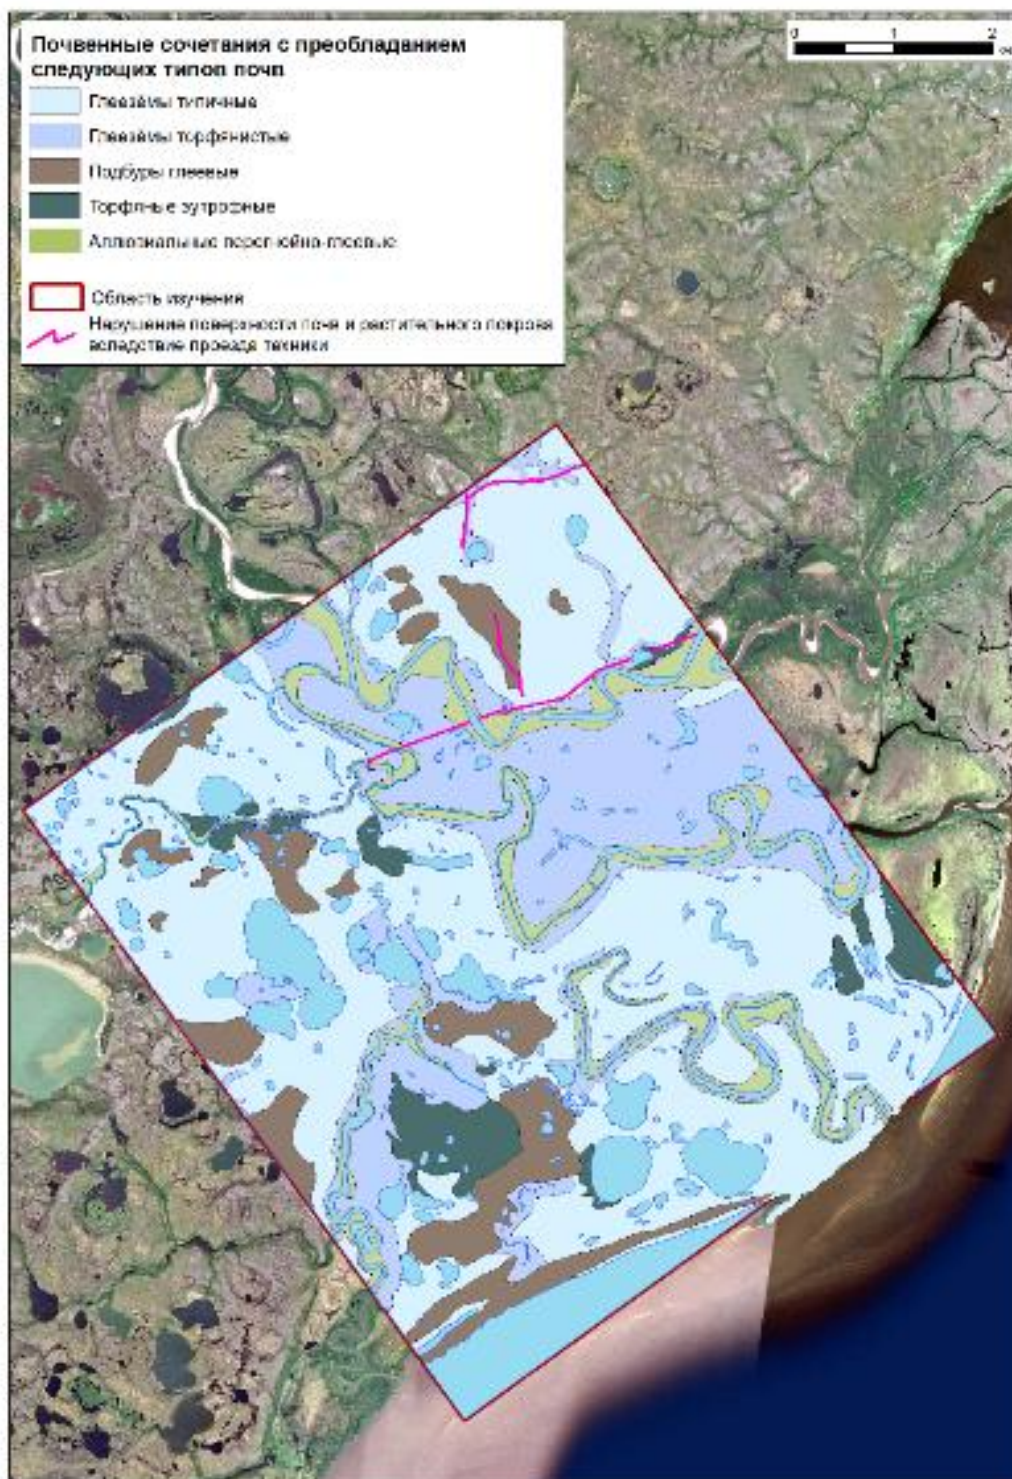 Почвенные сочетания с преобладанием
следующих типов почв
Глеезёмы типичные
Глеезёмы торфянистые
Подбуры глеевые
Торфяные эутрофные
Аллювиальные перегнойно-глеевые
Область изучения
Нарушение поверхности почв и растительного покрова
вследствие проезда техники
0 1 2